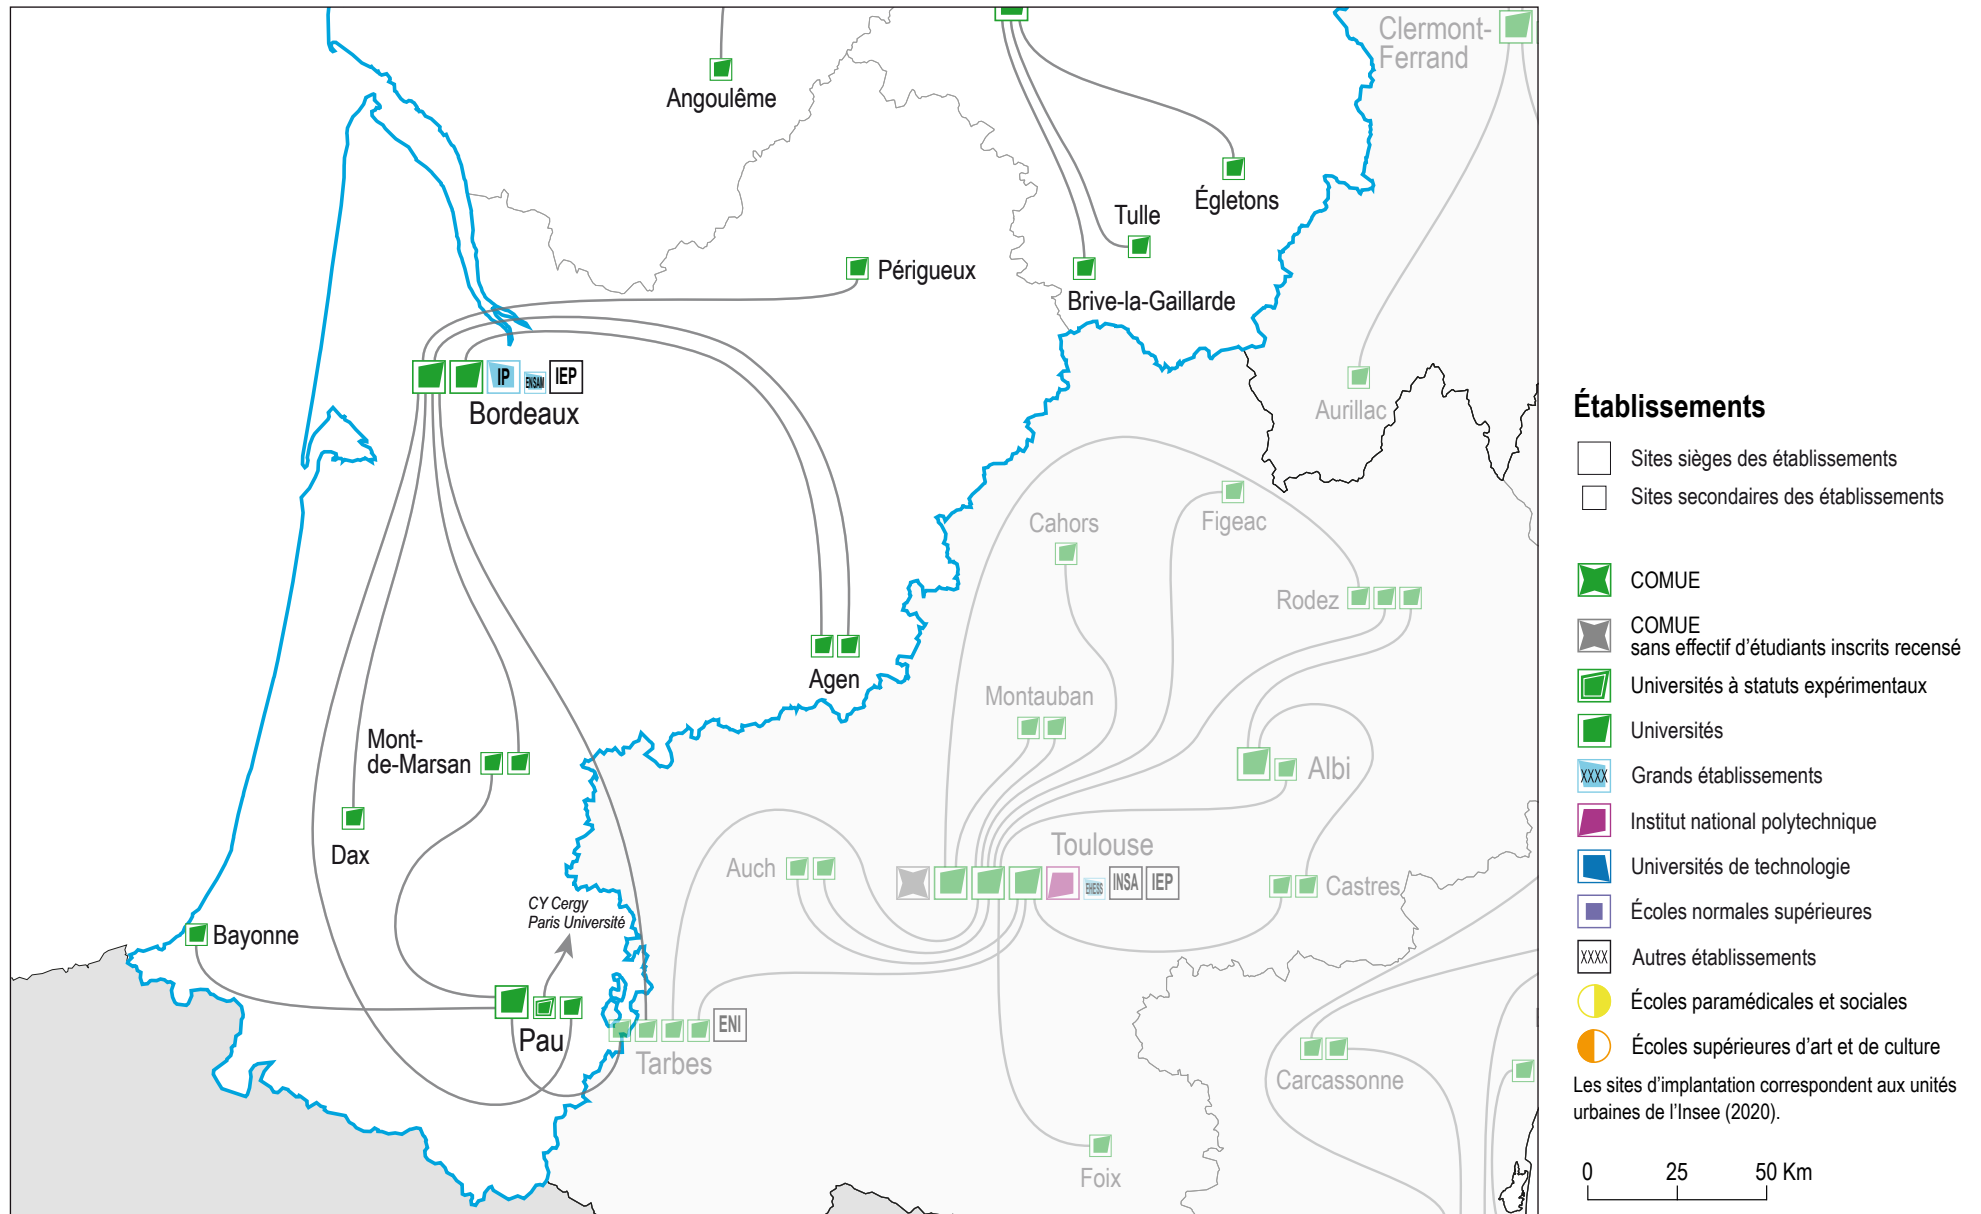 Clermont-
Ferrand
Angoulême
Égletons
Tulle
Périgueux
Brive-la-Gaillarde
IP
ENSAM
IEP
Bordeaux
Aurillac
Figeac
Cahors
Rodez
Agen
Montauban
Mont-
de-Marsan
Albi
Dax
Toulouse
Auch
EHESS
INSA
IEP
Castres
CY Cergy
Paris Université
Bayonne
Pau
ENI
Tarbes
Carcassonne
Foix
Établissements
Sites sièges des établissements
Sites secondaires des établissements
COMUE
COMUE
sans effectif d'étudiants inscrits recensé
Universités à statuts expérimentaux
Universités
XXXX Grands établissements
Institut national polytechnique
Universités de technologie
Écoles normales supérieures
XXXX Autres établissements
Écoles paramédicales et sociales
Écoles supérieures d'art et de culture
Les sites d'implantation correspondent aux unités
urbaines de l'Insee (2020).
0 25 50 Km